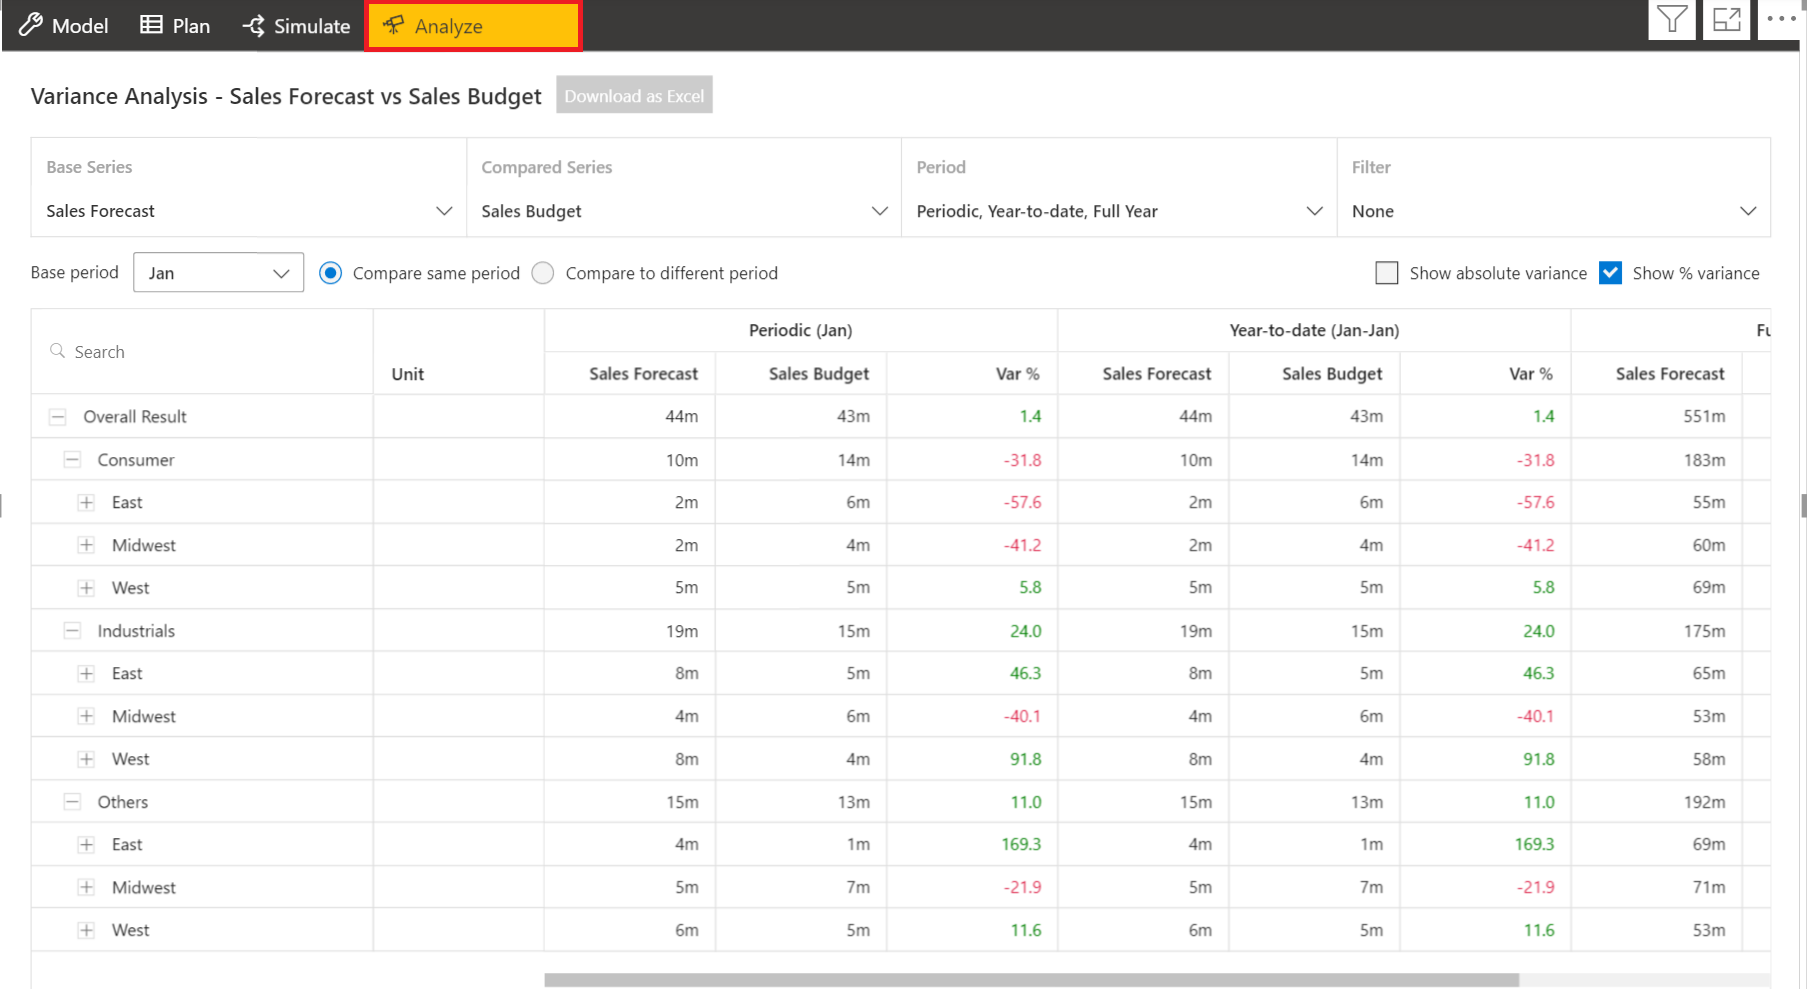 Model Plan Simulate Analyze
Variance Analysis - Sales Forecast vs Sales Budget Download as Excel
Base Series Compared Series Period Filter
Sales Forecast Sales Budget Periodic, Year-to-date, Full Year None
Base period Jan Compare same period Compare to different period Show absolute variance Show % variance
Periodic (Jan) Year-to-date (Jan-Jan) Fu
Search
Unit Sales Forecast Sales Budget Var % Sales Forecast Sales Budget Var % Sales Forecast
Overall Result 44m 43m 1.4 44m 43m 1.4 551m
Consumer 10m 14m -31.8 10m 14m -31.8 183m
East 2m 6m -57.6 2m 6m -57.6 55m
Midwest 2m 4m -41.2 2m 4m -41.2 60m
West 5m 5m 5.8 5m 5m 5.8 69m
Industrials 19m 15m 24.0 19m 15m 24.0 175m
East 8m 5m 46.3 8m 5m 46.3 65m
Midwest 4m 6m -40.1 4m 6m -40.1 53m
West 8m 4m 91.8 8m 4m 91.8 58m
Others 15m 13m 11.0 15m 13m 11.0 192m
East 4m 1m 169.3 4m 1m 169.3 69m
Midwest 5m 7m -21.9 5m 7m -21.9 71m
West 6m 5m 11.6 6m 5m 11.6 53m